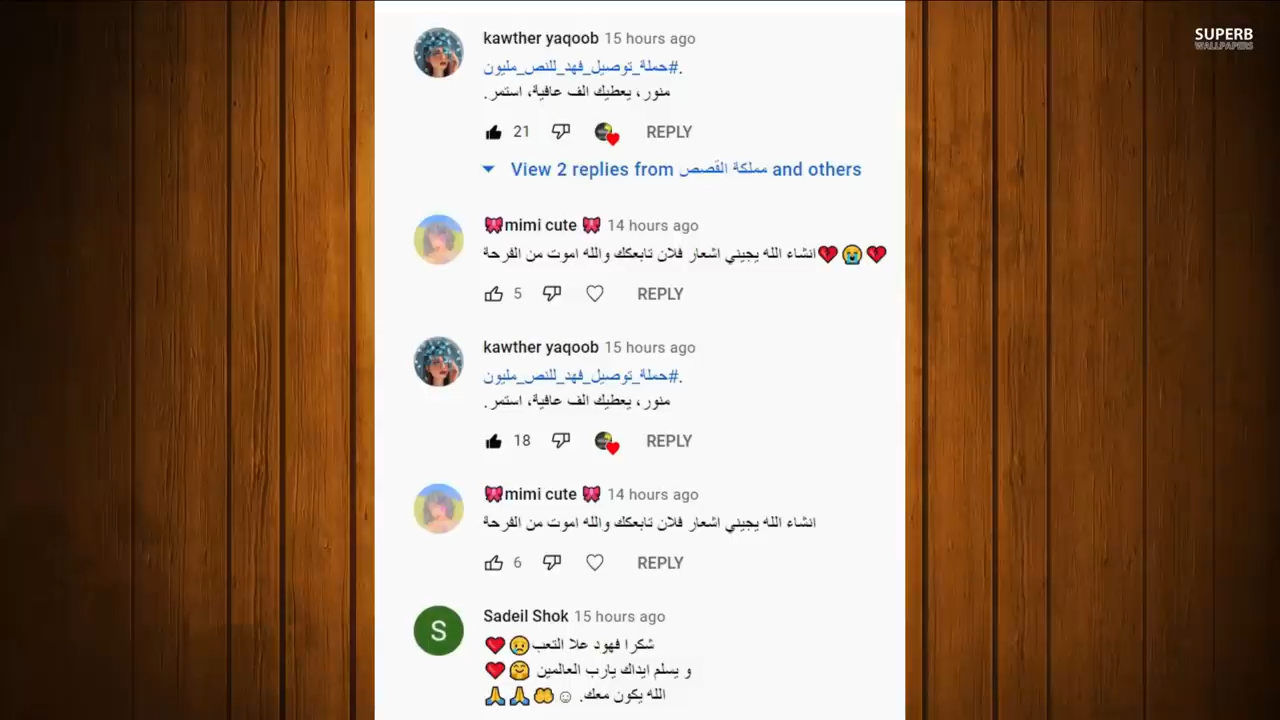 SUPERB
WALLPAPERS
kawther yaqoob 15 hours ago
#حملة_توصيل_فهد_للنص_مليون.
منور، يعطيك الف عافية، استمر.
21 REPLY
View 2 replies from مملكة القصص and others
🎀mimi cute 🎀 14 hours ago
انشاء الله يجيني اشعار فلان تابعكك والله اموت من الفرحة💔😭💔
5 REPLY
kawther yaqoob 15 hours ago
#حملة_توصيل_فهد_للنص_مليون.
منور، يعطيك الف عافية، استمر.
18 REPLY
🎀mimi cute 🎀 14 hours ago
انشاء الله يجيني اشعار فلان تابعكك والله اموت من الفرحة
6 REPLY
S
Sadeil Shok 15 hours ago
شكرا فهود علا التعب😥❤️
و يسلم ايداك يارب العالمين 🤗❤️
الله يكون معك. ☺🤲🙏🙏